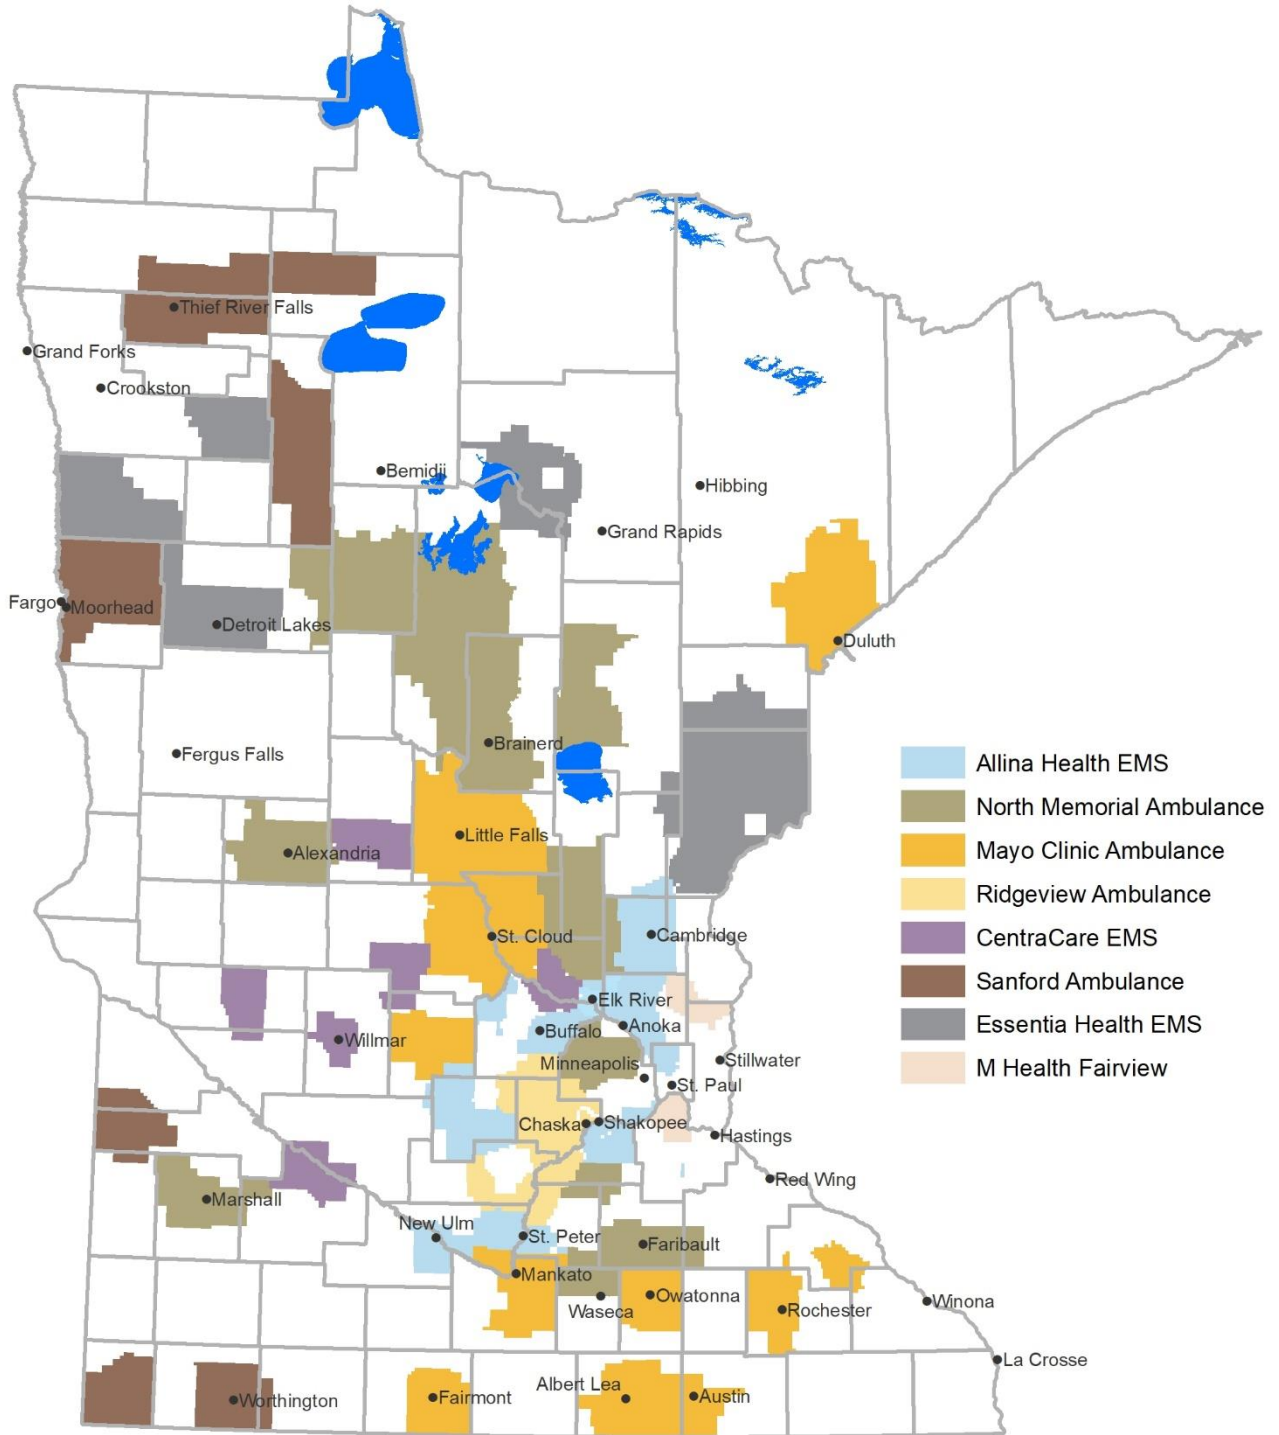 Thief River Falls
Grand Forks
Crookston
Bemidji
Hibbing
Grand Rapids
Fargo
Moorhead
Detroit Lakes
Duluth
Brainerd
Fergus Falls
Allina Health EMS
North Memorial Ambulance
Little Falls
Alexandria
Mayo Clinic Ambulance
Ridgeview Ambulance
St. Cloud
Cambridge
CentraCare EMS
Sanford Ambulance
Elk River
Essentia Health EMS
Buffalo
Anoka
Willmar
Minneapolis
Stillwater
M Health Fairview
St. Paul
Chaska
Shakopee
Hastings
Red Wing
Marshall
New Ulm
St. Peter
Faribault
Mankato
Owatonna
Waseca
Rochester
Winona
La Crosse
Albert Lea
Worthington
Fairmont
Austin